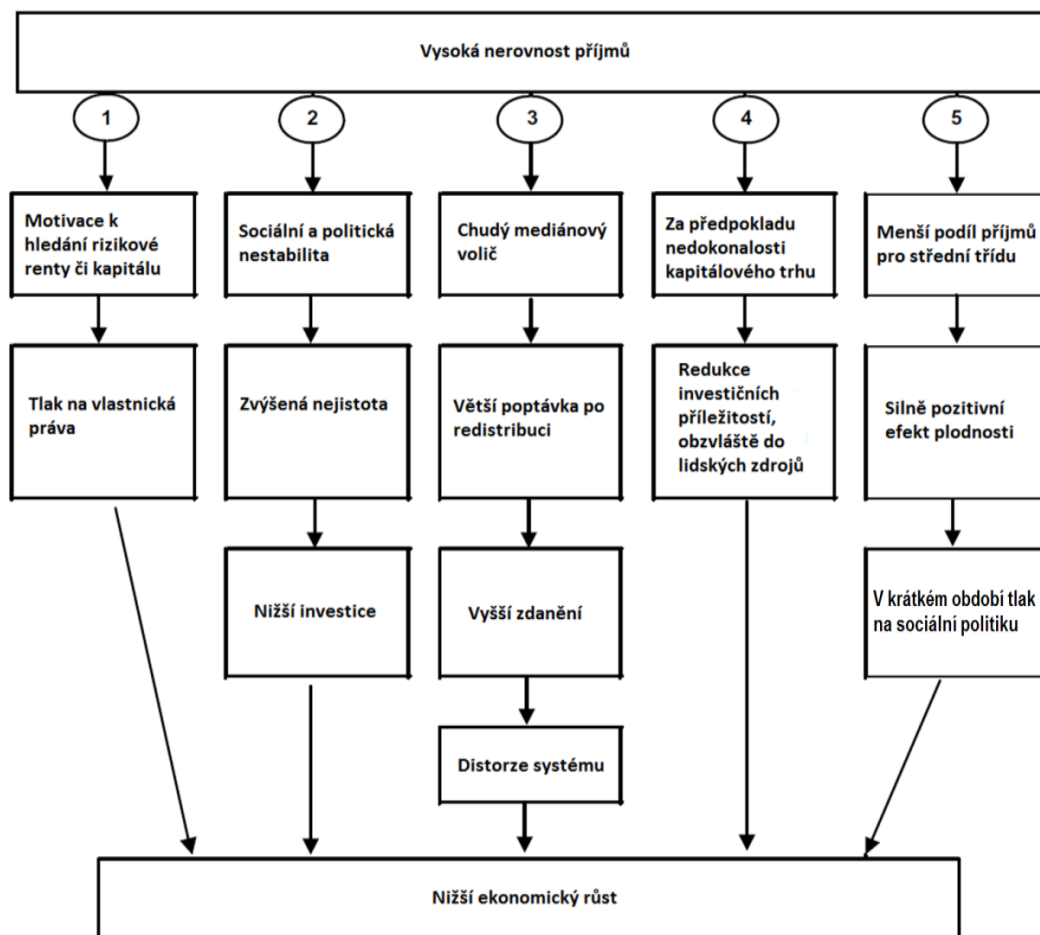 Vysoká nerovnost příjmů
1
2
3
4
5
Motivace k
hledání rizikové
renty či kapitálu
Sociální a politická
nestabilita
Chudý mediánový
volič
Za předpokladu
nedokonalosti
kapitálového trhu
Menší podíl příjmů
pro střední třídu
Tlak na vlastnická
práva
Zvýšená nejistota
Větší poptávka po
redistribuci
Redukce
investičních
příležitostí,
obzvláště do
lidských zdrojů
Silně pozitivní
efekt plodnosti
Nižší investice
Vyšší zdanění
V krátkém období tlak
na sociální politiku
Distorze systému
Nižší ekonomický růst